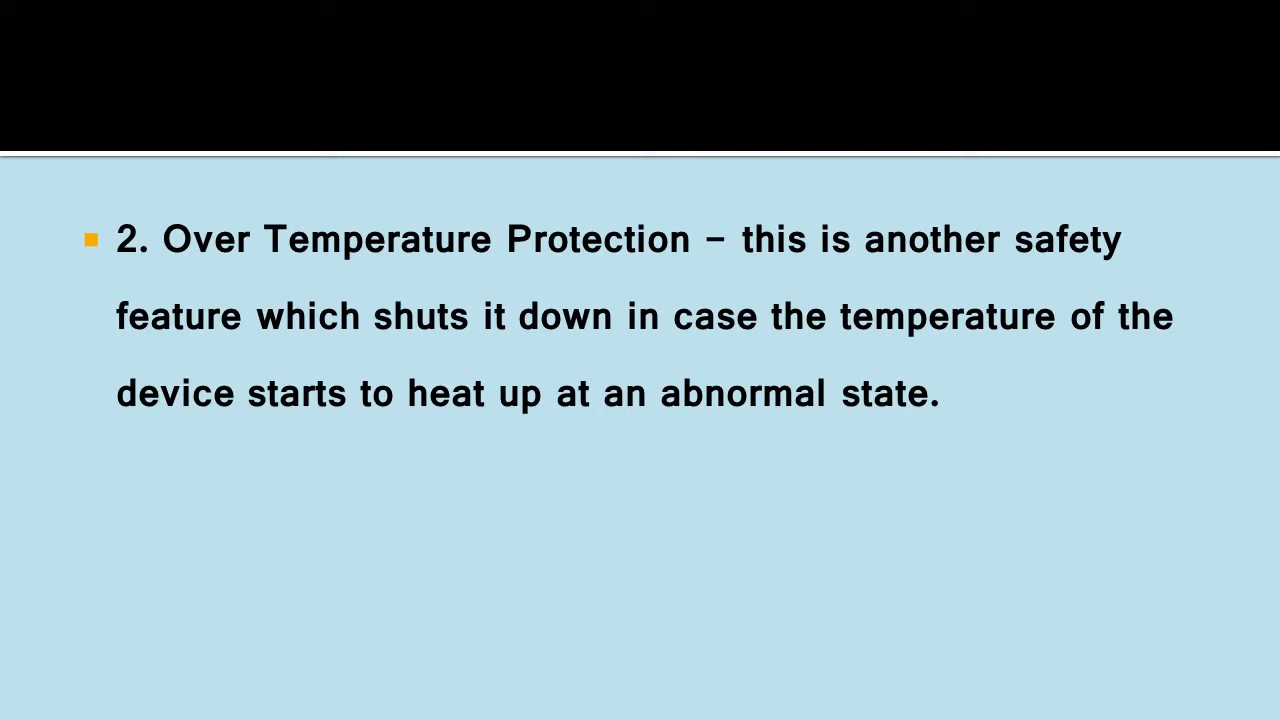 2. Over Temperature Protection – this is another safety
feature which shuts it down in case the temperature of the
device starts to heat up at an abnormal state.